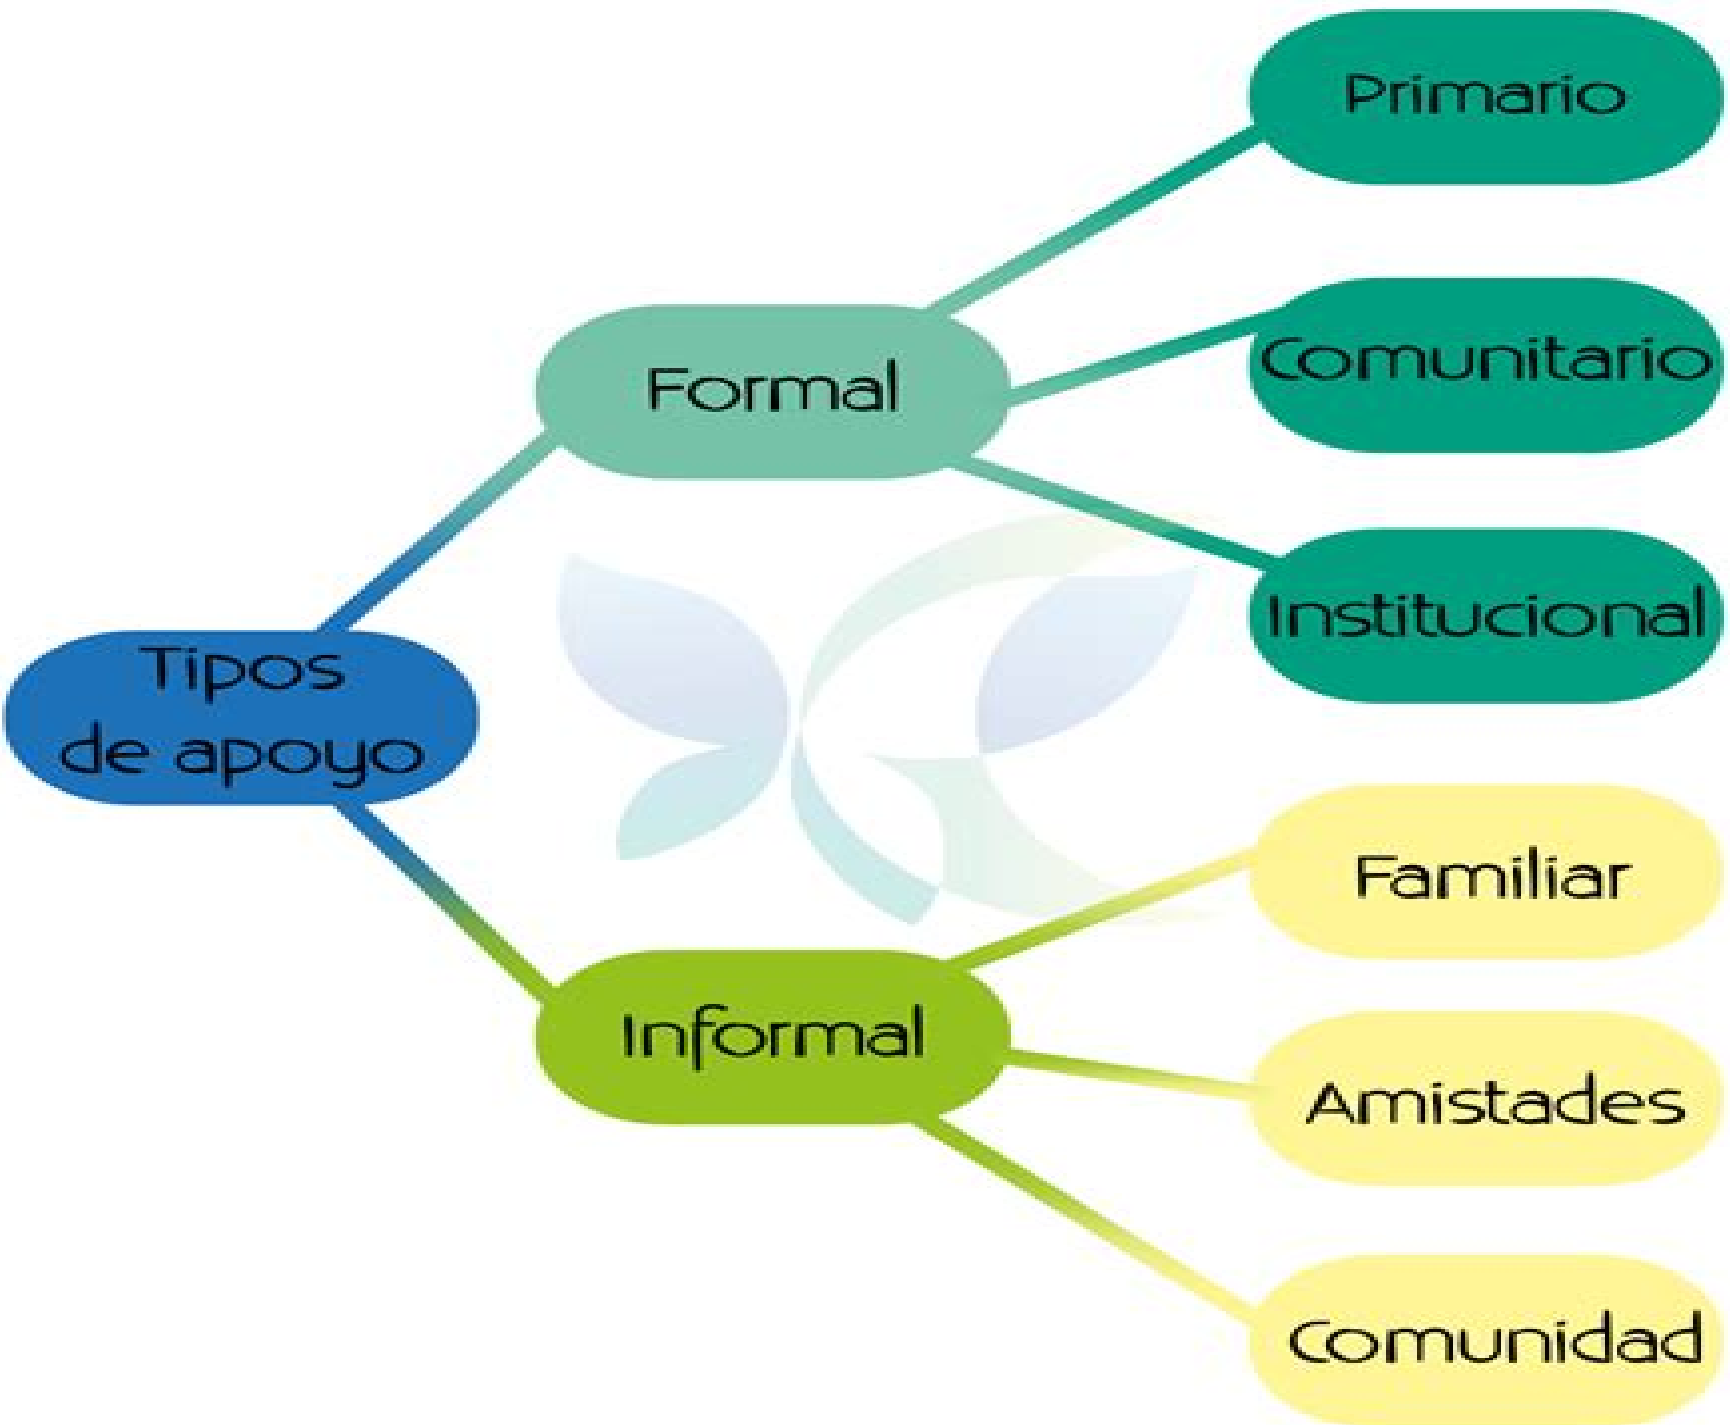 Tipos
de apoyo
Formal
Primario
Comunitario
Institucional
Informal
Familiar
Amistades
Comunidad